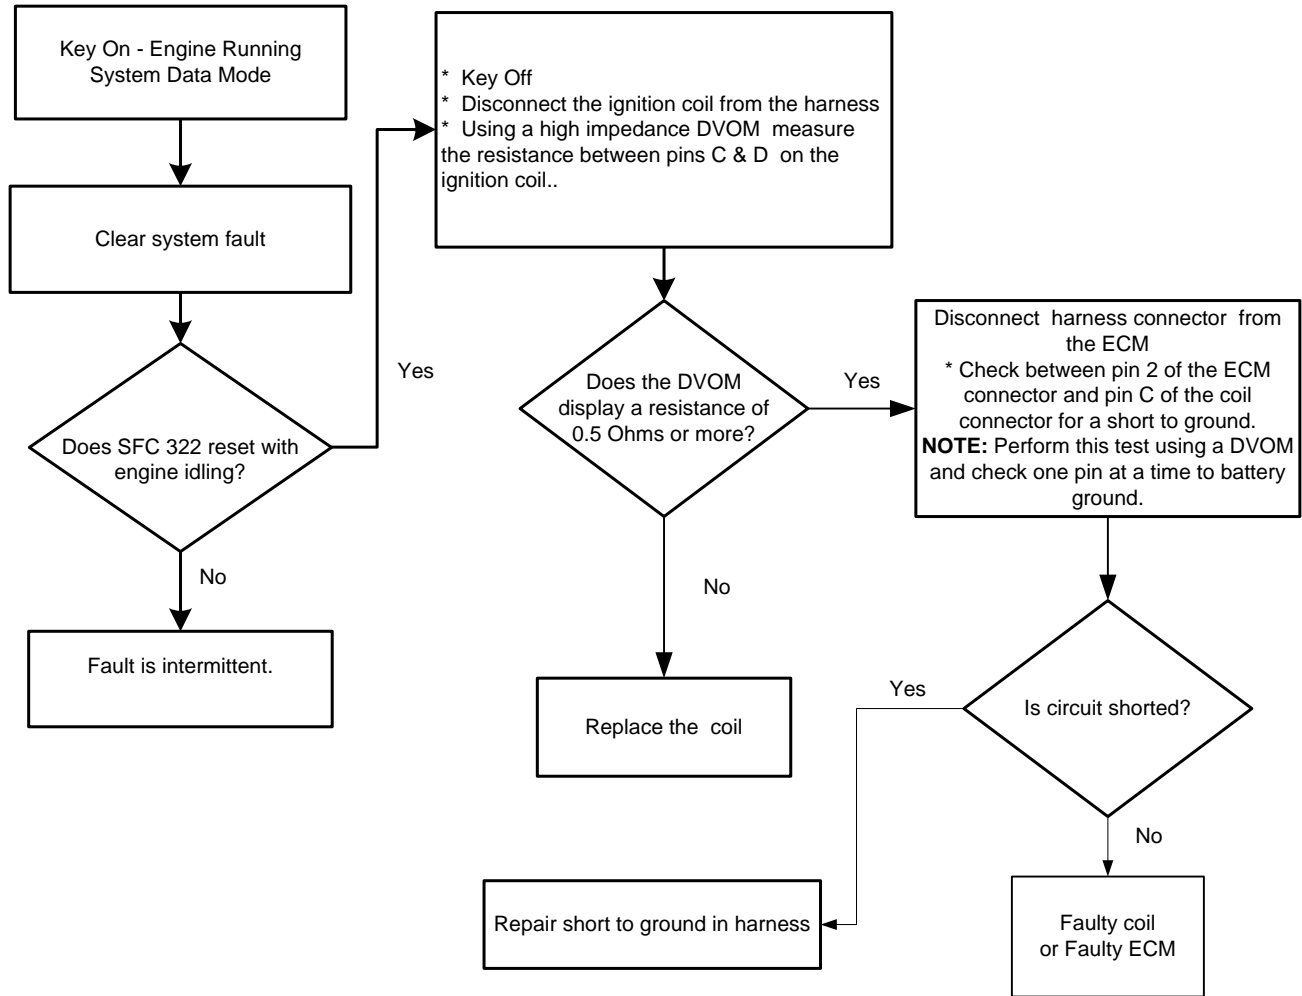 Key On - Engine Running
System Data Mode
Clear system fault
Does SFC 322 reset with
engine idling?
Yes
No
Fault is intermittent.
* Key Off
* Disconnect the ignition coil from the harness
* Using a high impedance DVOM measure
the resistance between pins C & D on the
ignition coil..
Does the DVOM
display a resistance of
0.5 Ohms or more?
Yes
No
Replace the coil
Disconnect harness connector from
the ECM
* Check between pin 2 of the ECM
connector and pin C of the coil
connector for a short to ground.
NOTE: Perform this test using a DVOM
and check one pin at a time to battery
ground.
Is circuit shorted?
Yes
No
Repair short to ground in harness
Faulty coil
or Faulty ECM